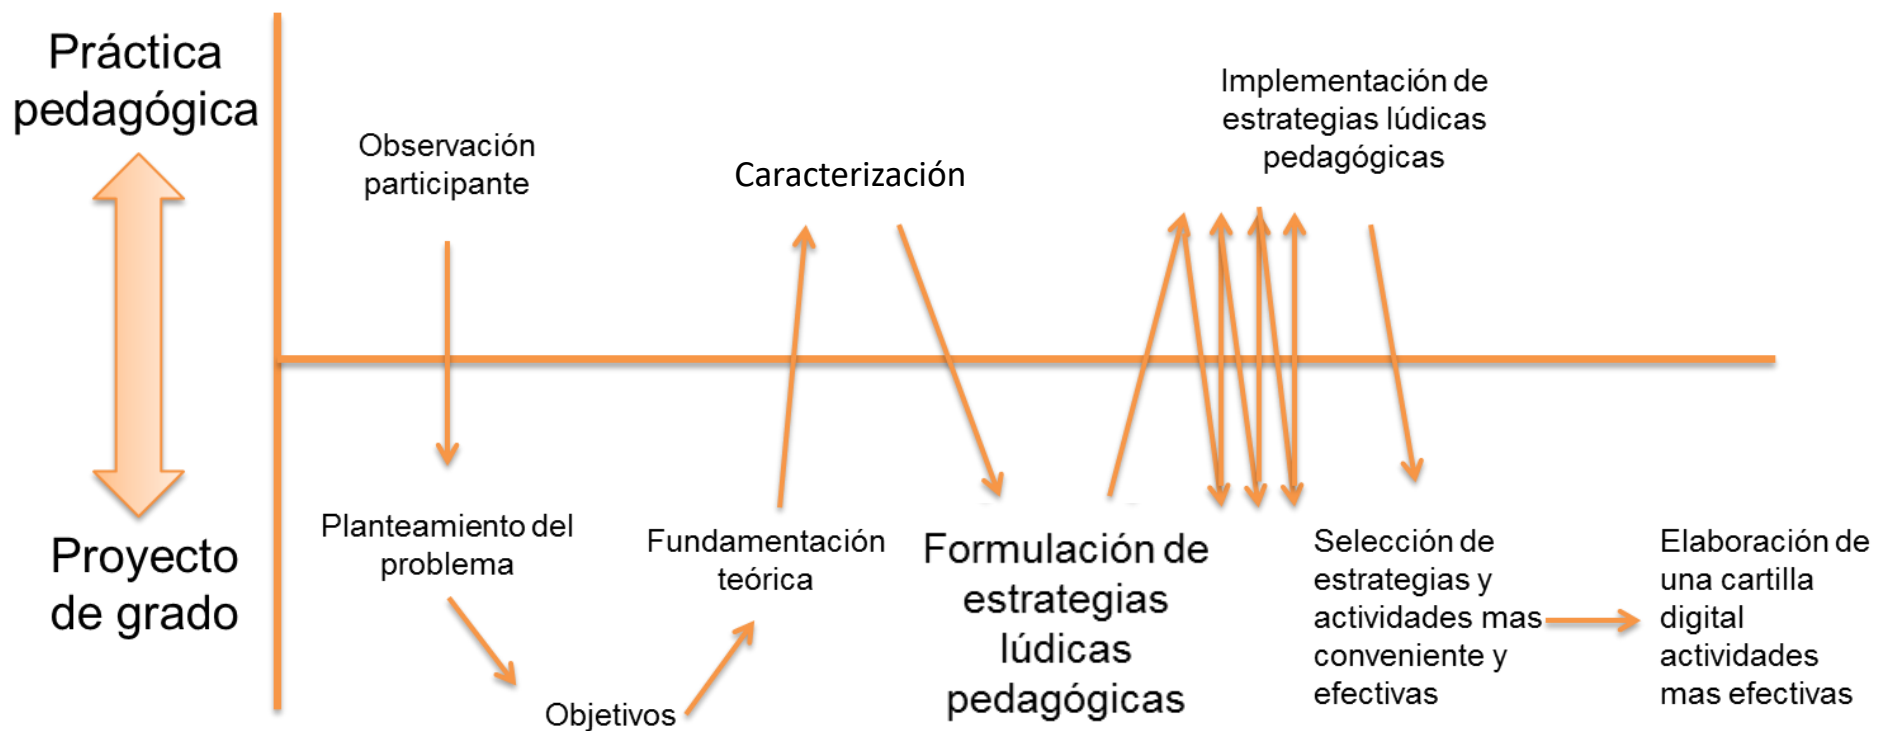 Práctica
pedagógica
Proyecto
de grado
Observación
participante
Caracterización
Implementación de
estrategias lúdicas
pedagógicas
Planteamiento del
problema
Objetivos
Fundamentación
teórica
Formulación de
estrategias
lúdicas
pedagógicas
Selección de
estrategias y
actividades mas
conveniente y
efectivas
Elaboración de
una cartilla
digital
actividades
mas efectivas